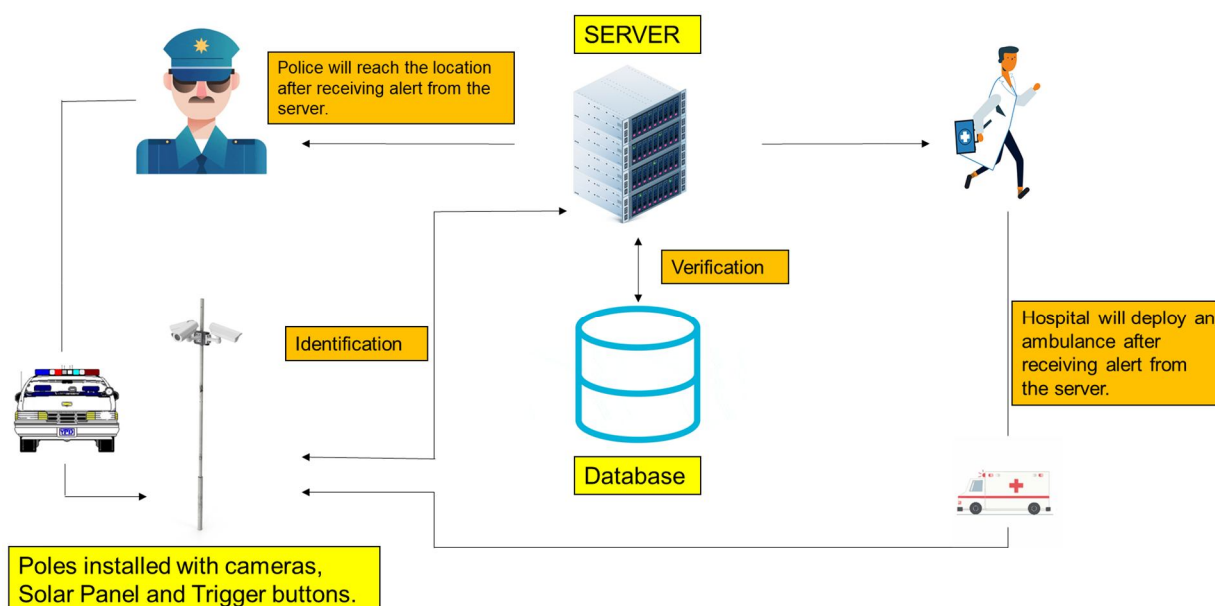 SERVER
Police will reach the location
after receiving alert from the
server.
Verification
Identification
Hospital will deploy an
ambulance after
receiving alert from
the server.
YPD
Database
Poles installed with cameras,
Solar Panel and Trigger buttons.